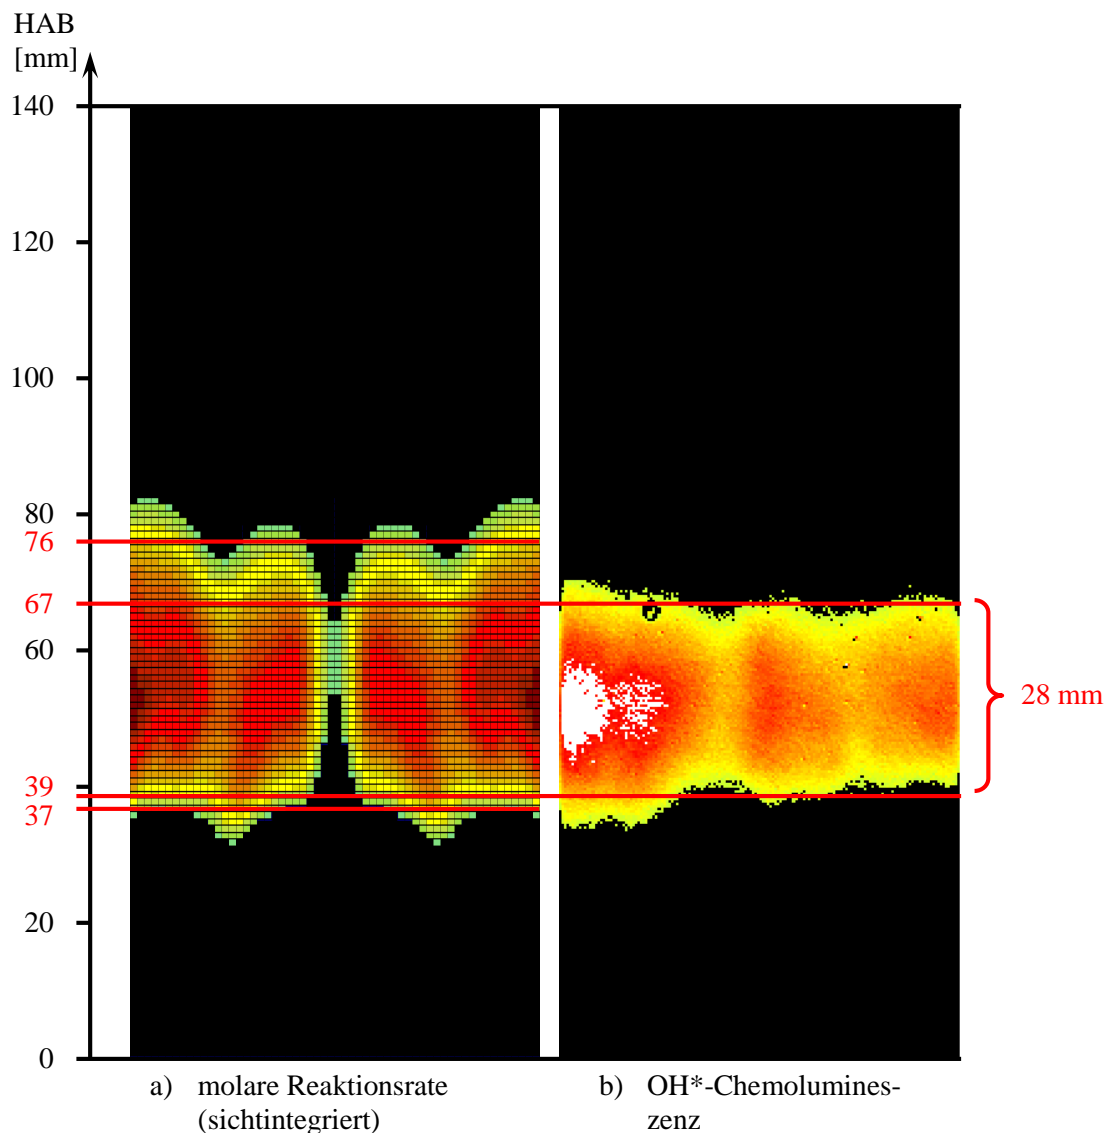 HAB
[mm]
140
120
100
80
76
67
60
28 mm
39
37
20
0
a) molare Reaktionsrate
(sichtintegriert)
b) OH*-Chemolumines-
zenz